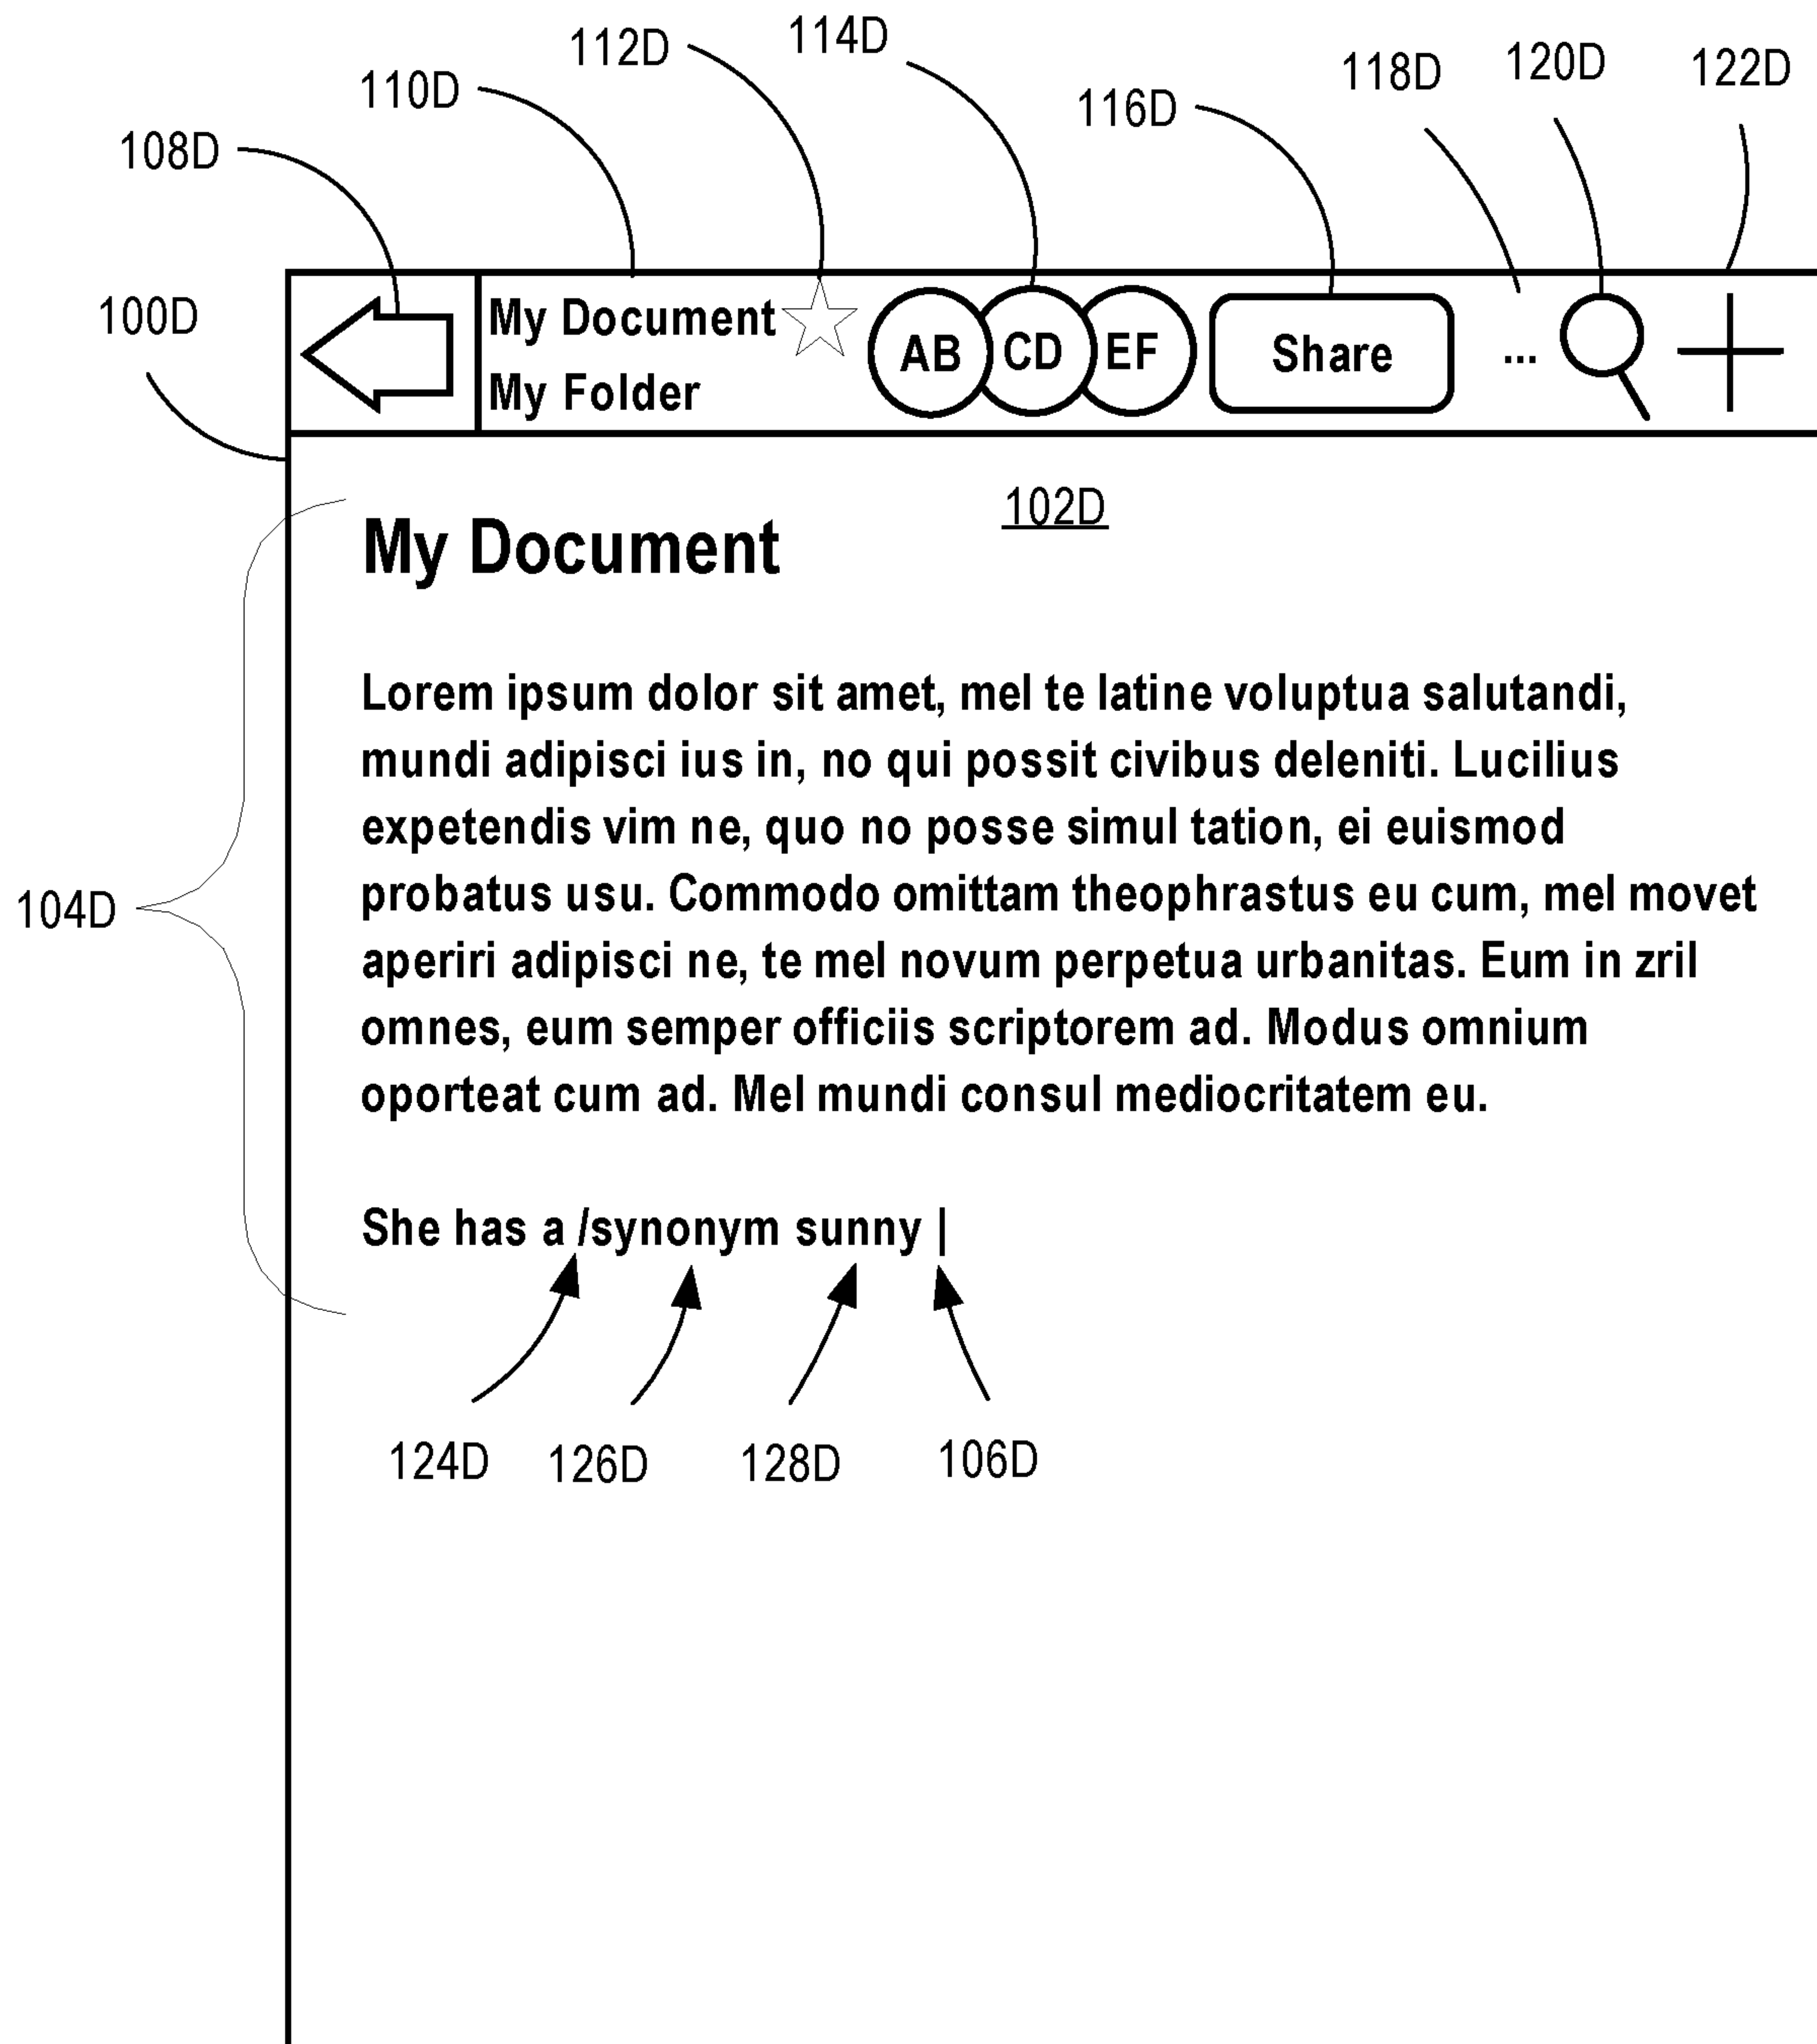 112D
114D
110D
118D
120D
122D
116D
108D
100D
My Document
My Folder
AB
CD
EF
Share
...
102D
My Document
Lorem ipsum dolor sit amet, mel te latine voluptua salutandi,
mundi adipisci ius in, no qui possit civibus deleniti. Lucilius
expetendis vim ne, quo no posse simul tation, ei euismod
probatus usu. Commodo omittam theophrastus eu cum, mel movet
aperiri adipisci ne, te mel novum perpetua urbanitas. Eum in zril
omnes, eum semper officiis scriptorem ad. Modus omnium
oporteat cum ad. Mel mundi consul mediocritatem eu.
104D
She has a /synonym sunny |
124D
126D
128D
106D